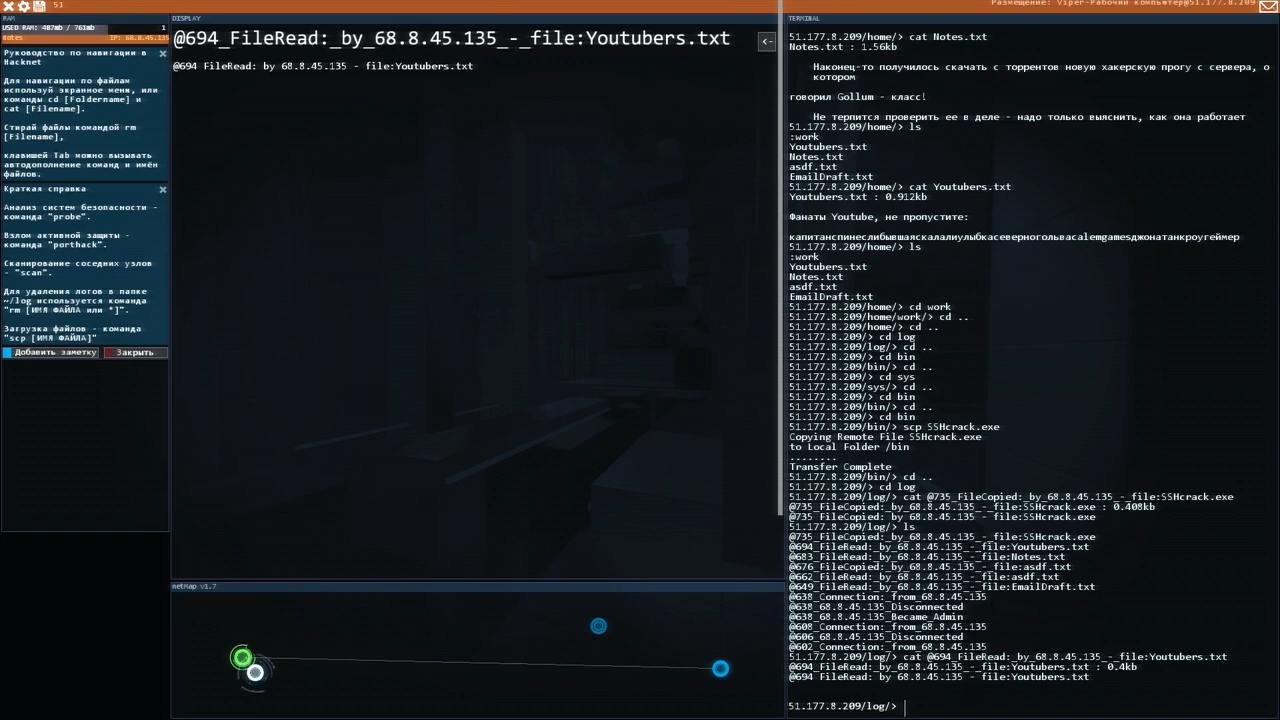 51
Размещение: Viper-Рабочий компьютер@51.177.8.209
RAM
USED RAM: 487mb / 761mb 1
notes IP: 68.45.135
Руководство по навигации в
Hacknet
Для навигации по файлам
используй экранное меню, или
команды cd [Foldername] и
cat [Filename].
Стирай файлы командой rm
[Filename],
клавишей Tab можно вызывать
автодополнение команд и имён
файлов.
Краткая справка
Анализ систем безопасности -
команда "probe".
Взлом активной защиты -
команда "porthack".
Сканирование соседних узлов
- "scan".
Для удаления логов в папке
~/log используется команда
"rm [ИМЯ ФАЙЛА или *]".
Загрузка файлов - команда
"scp [ИМЯ ФАЙЛА]"
Добавить заметку
Закрыть
DISPLAY
@694_FileRead:_by_68.8.45.135_-_file:Youtubers.txt
<-
@694 FileRead: by 68.8.45.135 - file:Youtubers.txt
netMap v1.7
TERMINAL
51.177.8.209/home/> cat Notes.txt
Notes.txt : 1.56kb
Наконец-то получилось скачать с торрентов новую хакерскую прогу с сервера, о
котором
говорил Gollum - класс!
Не терпится проверить ее в деле - надо только выяснить, как она работает
51.177.8.209/home/> ls
:work
Youtubers.txt
Notes.txt
asdf.txt
EmailDraft.txt
51.177.8.209/home/> cat Youtubers.txt
Youtubers.txt : 0.912kb
Фанаты Youtube, не пропустите:
капитанспинеслибывшаяскалалиулыбкасеверногольваcalemgamesджонатанкроугеймер
51.177.8.209/home/> ls
:work
Youtubers.txt
Notes.txt
asdf.txt
EmailDraft.txt
51.177.8.209/home/> cd work
51.177.8.209/home/work/> cd ..
51.177.8.209/home/> cd ..
51.177.8.209/> cd log
51.177.8.209/log/> cd ..
51.177.8.209/> cd bin
51.177.8.209/bin/> cd ..
51.177.8.209/> cd sys
51.177.8.209/sys/> cd ..
51.177.8.209/> cd bin
51.177.8.209/bin/> cd ..
51.177.8.209/> cd bin
51.177.8.209/bin/> scp SSHcrack.exe
Copying Remote File SSHcrack.exe
to Local Folder /bin
........
Transfer Complete
51.177.8.209/bin/> cd ..
51.177.8.209/> cd log
51.177.8.209/log/> cat @735_FileCopied:_by_68.8.45.135_-_file:SSHcrack.exe
@735_FileCopied:_by_68.8.45.135_-_file:SSHcrack.exe : 0.408kb
@735 FileCopied: by 68.8.45.135 - file:SSHcrack.exe
51.177.8.209/log/> ls
@735_FileCopied:_by_68.8.45.135_-_file:SSHcrack.exe
@694_FileRead:_by_68.8.45.135_-_file:Youtubers.txt
@683_FileRead:_by_68.8.45.135_-_file:Notes.txt
@676_FileCopied:_by_68.8.45.135_-_file:asdf.txt
@662_FileRead:_by_68.8.45.135_-_file:asdf.txt
@649_FileRead:_by_68.8.45.135_-_file:EmailDraft.txt
@638_Connection:_from_68.8.45.135
@638_68.8.45.135_Disconnected
@638_68.8.45.135_Became_Admin
@608_Connection:_from_68.8.45.135
@606_68.8.45.135_Disconnected
@602_Connection:_from_68.8.45.135
51.177.8.209/log/> cat @694_FileRead:_by_68.8.45.135_-_file:Youtubers.txt
@694_FileRead:_by_68.8.45.135_-_file:Youtubers.txt : 0.4kb
@694 FileRead: by 68.8.45.135 - file:Youtubers.txt
51.177.8.209/log/>